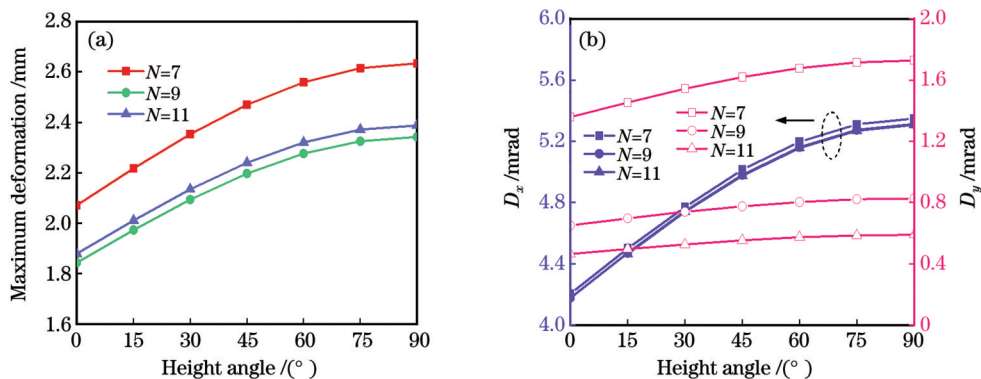 (a)
Maximum deformation /mm
2.8
2.6
2.4
2.2
2.0
1.8
1.6
N=7
N=9
N=11
0 15 30 45 60 75 90
Height angle /(°)
(b)
Dx /mrad
6.0
5.6
5.2
4.8
4.4
4.0
N=7
N=9
N=11
N=7
N=9
N=11
2.0
1.6
1.2
0.8
0.4
0
Dy /mrad
0 15 30 45 60 75 90
Height angle /(°)